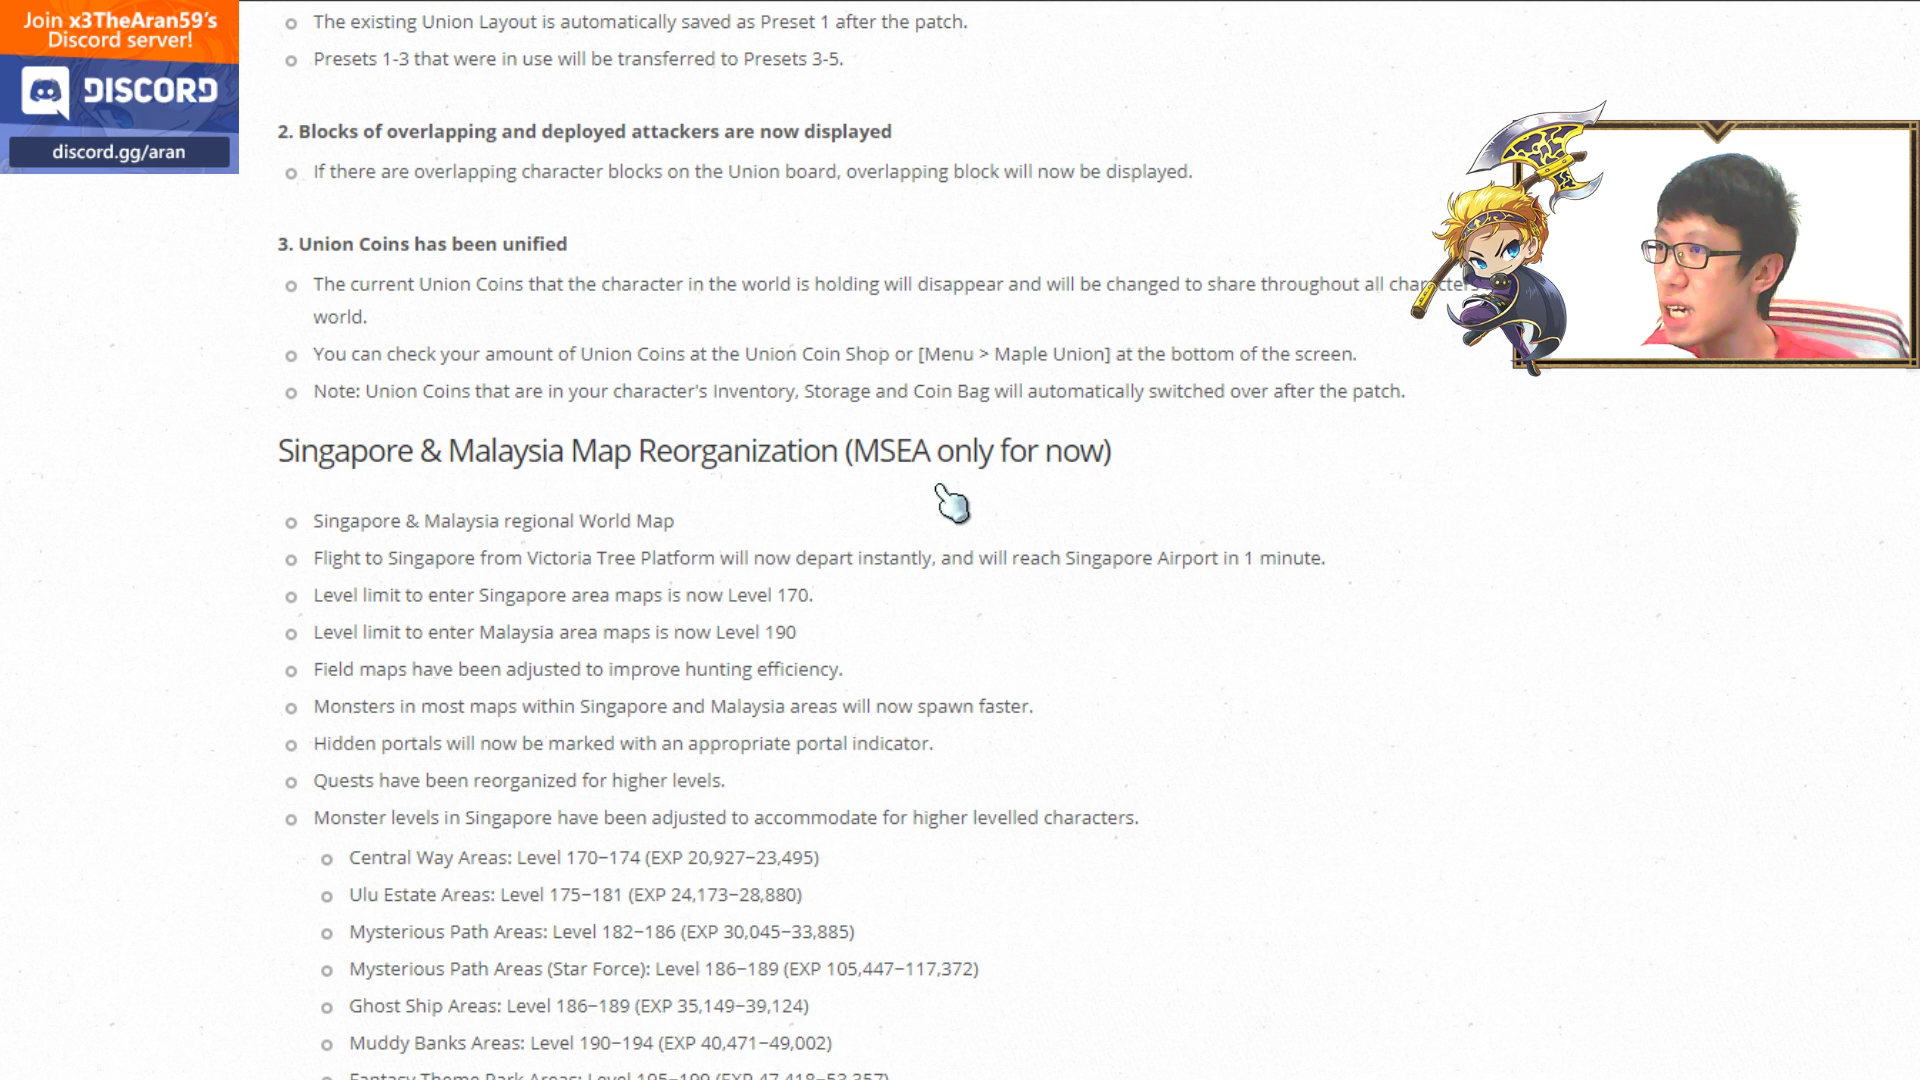 Join x3TheAran59's
Discord server!
DISCORD
discord.gg/aran
The existing Union Layout is automatically saved as Preset 1 after the patch.
Presets 1-3 that were in use will be transferred to Presets 3-5.
2. Blocks of overlapping and deployed attackers are now displayed
If there are overlapping character blocks on the Union board, overlapping block will now be displayed.
3. Union Coins has been unified
The current Union Coins that the character in the world is holding will disappear and will be changed to share throughout all characters
world.
You can check your amount of Union Coins at the Union Coin Shop or [Menu > Maple Union] at the bottom of the screen.
Note: Union Coins that are in your character's Inventory, Storage and Coin Bag will automatically switched over after the patch.
Singapore & Malaysia Map Reorganization (MSEA only for now)
Singapore & Malaysia regional World Map
Flight to Singapore from Victoria Tree Platform will now depart instantly, and will reach Singapore Airport in 1 minute.
Level limit to enter Singapore area maps is now Level 170.
Level limit to enter Malaysia area maps is now Level 190
Field maps have been adjusted to improve hunting efficiency.
Monsters in most maps within Singapore and Malaysia areas will now spawn faster.
Hidden portals will now be marked with an appropriate portal indicator.
Quests have been reorganized for higher levels.
Monster levels in Singapore have been adjusted to accommodate for higher levelled characters.
Central Way Areas: Level 170–174 (EXP 20,927–23,495)
Ulu Estate Areas: Level 175–181 (EXP 24,173–28,880)
Mysterious Path Areas: Level 182–186 (EXP 30,045–33,885)
Mysterious Path Areas (Star Force): Level 186–189 (EXP 105,447–117,372)
Ghost Ship Areas: Level 186–189 (EXP 35,149–39,124)
Muddy Banks Areas: Level 190–194 (EXP 40,471–49,002)
Fantasy Theme Park Areas: Level 195–199 (EXP 47,418–53,357)